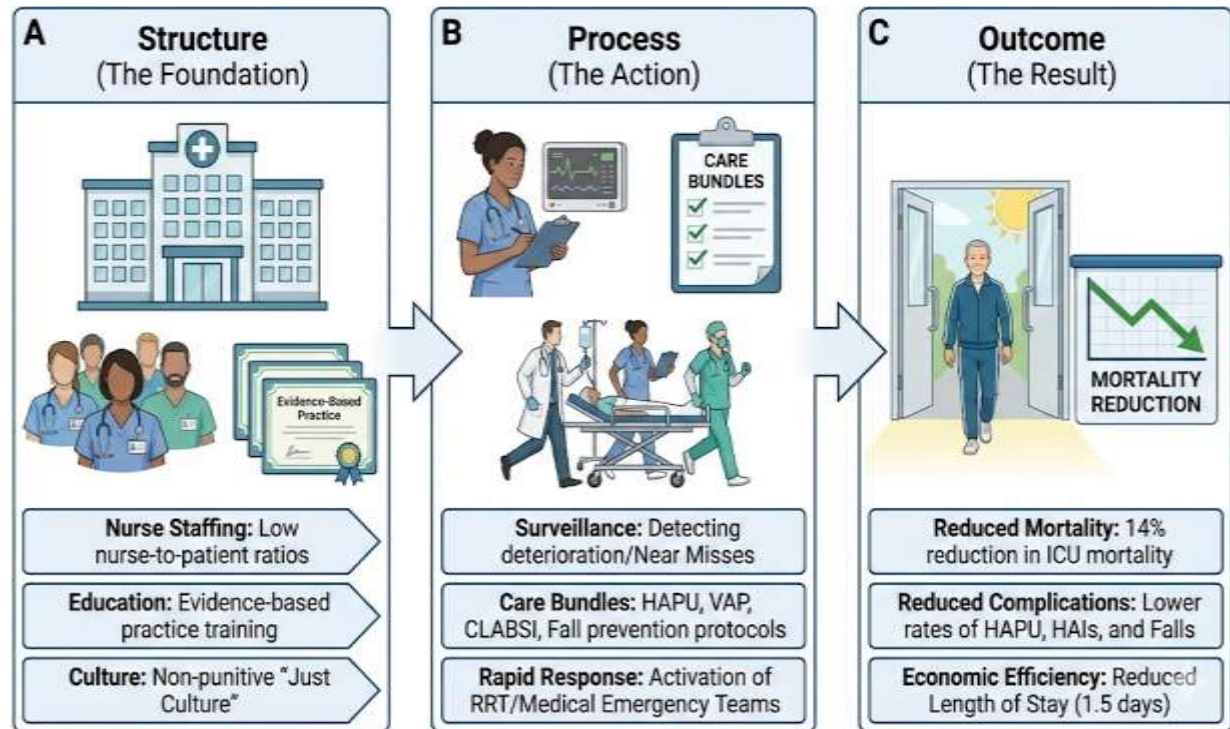 A
Structure
(The Foundation)
Evidence-Based
Practice
Nurse Staffing: Low
nurse-to-patient ratios
Education: Evidence-based
practice training
Culture: Non-punitive “Just
Culture”
B
Process
(The Action)
CARE
BUNDLES
Surveillance: Detecting
deterioration/Near Misses
Care Bundles: HAPU, VAP,
CLABSI, Fall prevention protocols
Rapid Response: Activation of
RRT/Medical Emergency Teams
C
Outcome
(The Result)
MORTALITY
REDUCTION
Reduced Mortality: 14%
reduction in ICU mortality
Reduced Complications: Lower
rates of HAPU, HAIs, and Falls
Economic Efficiency: Reduced
Length of Stay (1.5 days)